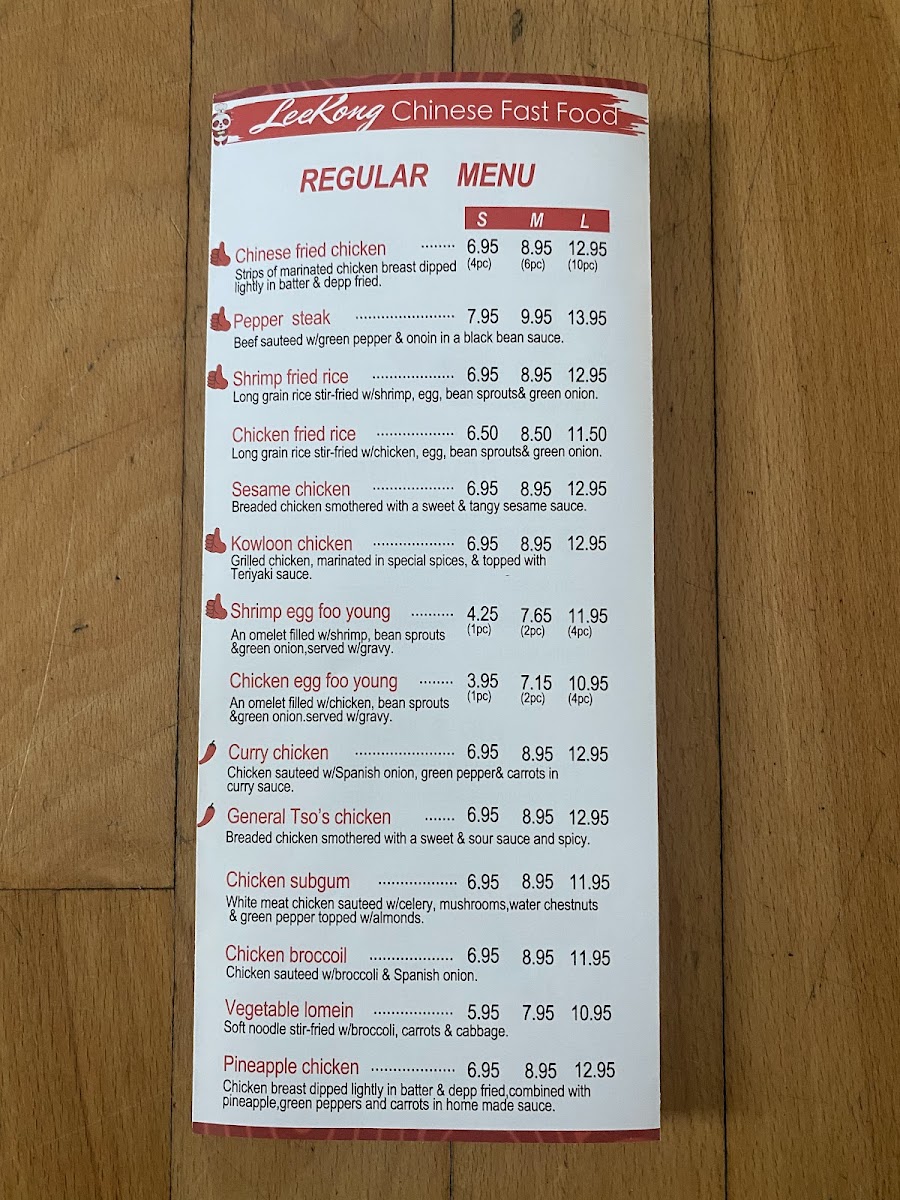 LeeKong Chinese Fast Food
REGULAR MENU
S M L
Chinese fried chicken ········ 6.95 8.95 12.95
(4pc) (6pc) (10pc)
Strips of marinated chicken breast dipped
lightly in batter & depp fried.
Pepper steak ······················· 7.95 9.95 13.95
Beef sauteed w/green pepper & onoin in a black bean sauce.
Shrimp fried rice ··················· 6.95 8.95 12.95
Long grain rice stir-fried w/shrimp, egg, bean sprouts& green onion.
Chicken fried rice ·················· 6.50 8.50 11.50
Long grain rice stir-fried w/chicken, egg, bean sprouts& green onion.
Sesame chicken ··················· 6.95 8.95 12.95
Breaded chicken smothered with a sweet & tangy sesame sauce.
Kowloon chicken ··················· 6.95 8.95 12.95
Grilled chicken, marinated in special spices, & topped with
Teriyaki sauce.
Shrimp egg foo young ·········· 4.25 7.65 11.95
(1pc) (2pc) (4pc)
An omelet filled w/shrimp, bean sprouts
&green onion,served w/gravy.
Chicken egg foo young ········ 3.95 7.15 10.95
(1pc) (2pc) (4pc)
An omelet filled w/chicken, bean sprouts
&green onion.served w/gravy.
Curry chicken ······················· 6.95 8.95 12.95
Chicken sauteed w/Spanish onion, green pepper& carrots in
curry sauce.
General Tso's chicken ······· 6.95 8.95 12.95
Breaded chicken smothered with a sweet & sour sauce and spicy.
Chicken subgum ·················· 6.95 8.95 11.95
White meat chicken sauteed w/celery, mushrooms,water chestnuts
& green pepper topped w/almonds.
Chicken broccoil ··················· 6.95 8.95 11.95
Chicken sauteed w/broccoli & Spanish onion.
Vegetable lomein ·················· 5.95 7.95 10.95
Soft noodle stir-fried w/broccoli, carrots & cabbage.
Pineapple chicken ··················· 6.95 8.95 12.95
Chicken breast dipped lightly in batter & depp fried,combined with
pineapple,green peppers and carrots in home made sauce.